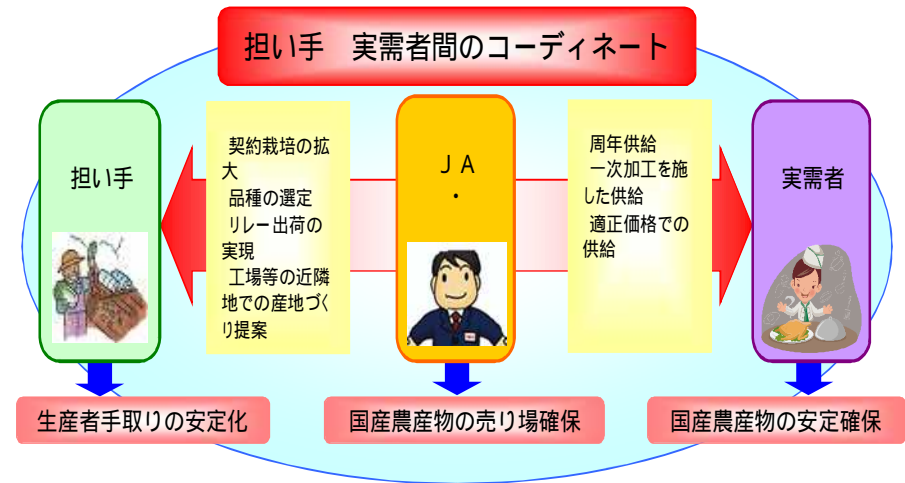 担い手　実需者間のコーディネート
担い手
契約栽培の拡
大
品種の選定
リレー出荷の
実現
工場等の近隣
地での産地づく
り提案
ＪＡ
・
周年供給
一次加工を施
した供給
適正価格での
供給
実需者
生産者手取りの安定化
国産農産物の売り場確保
国産農産物の安定確保